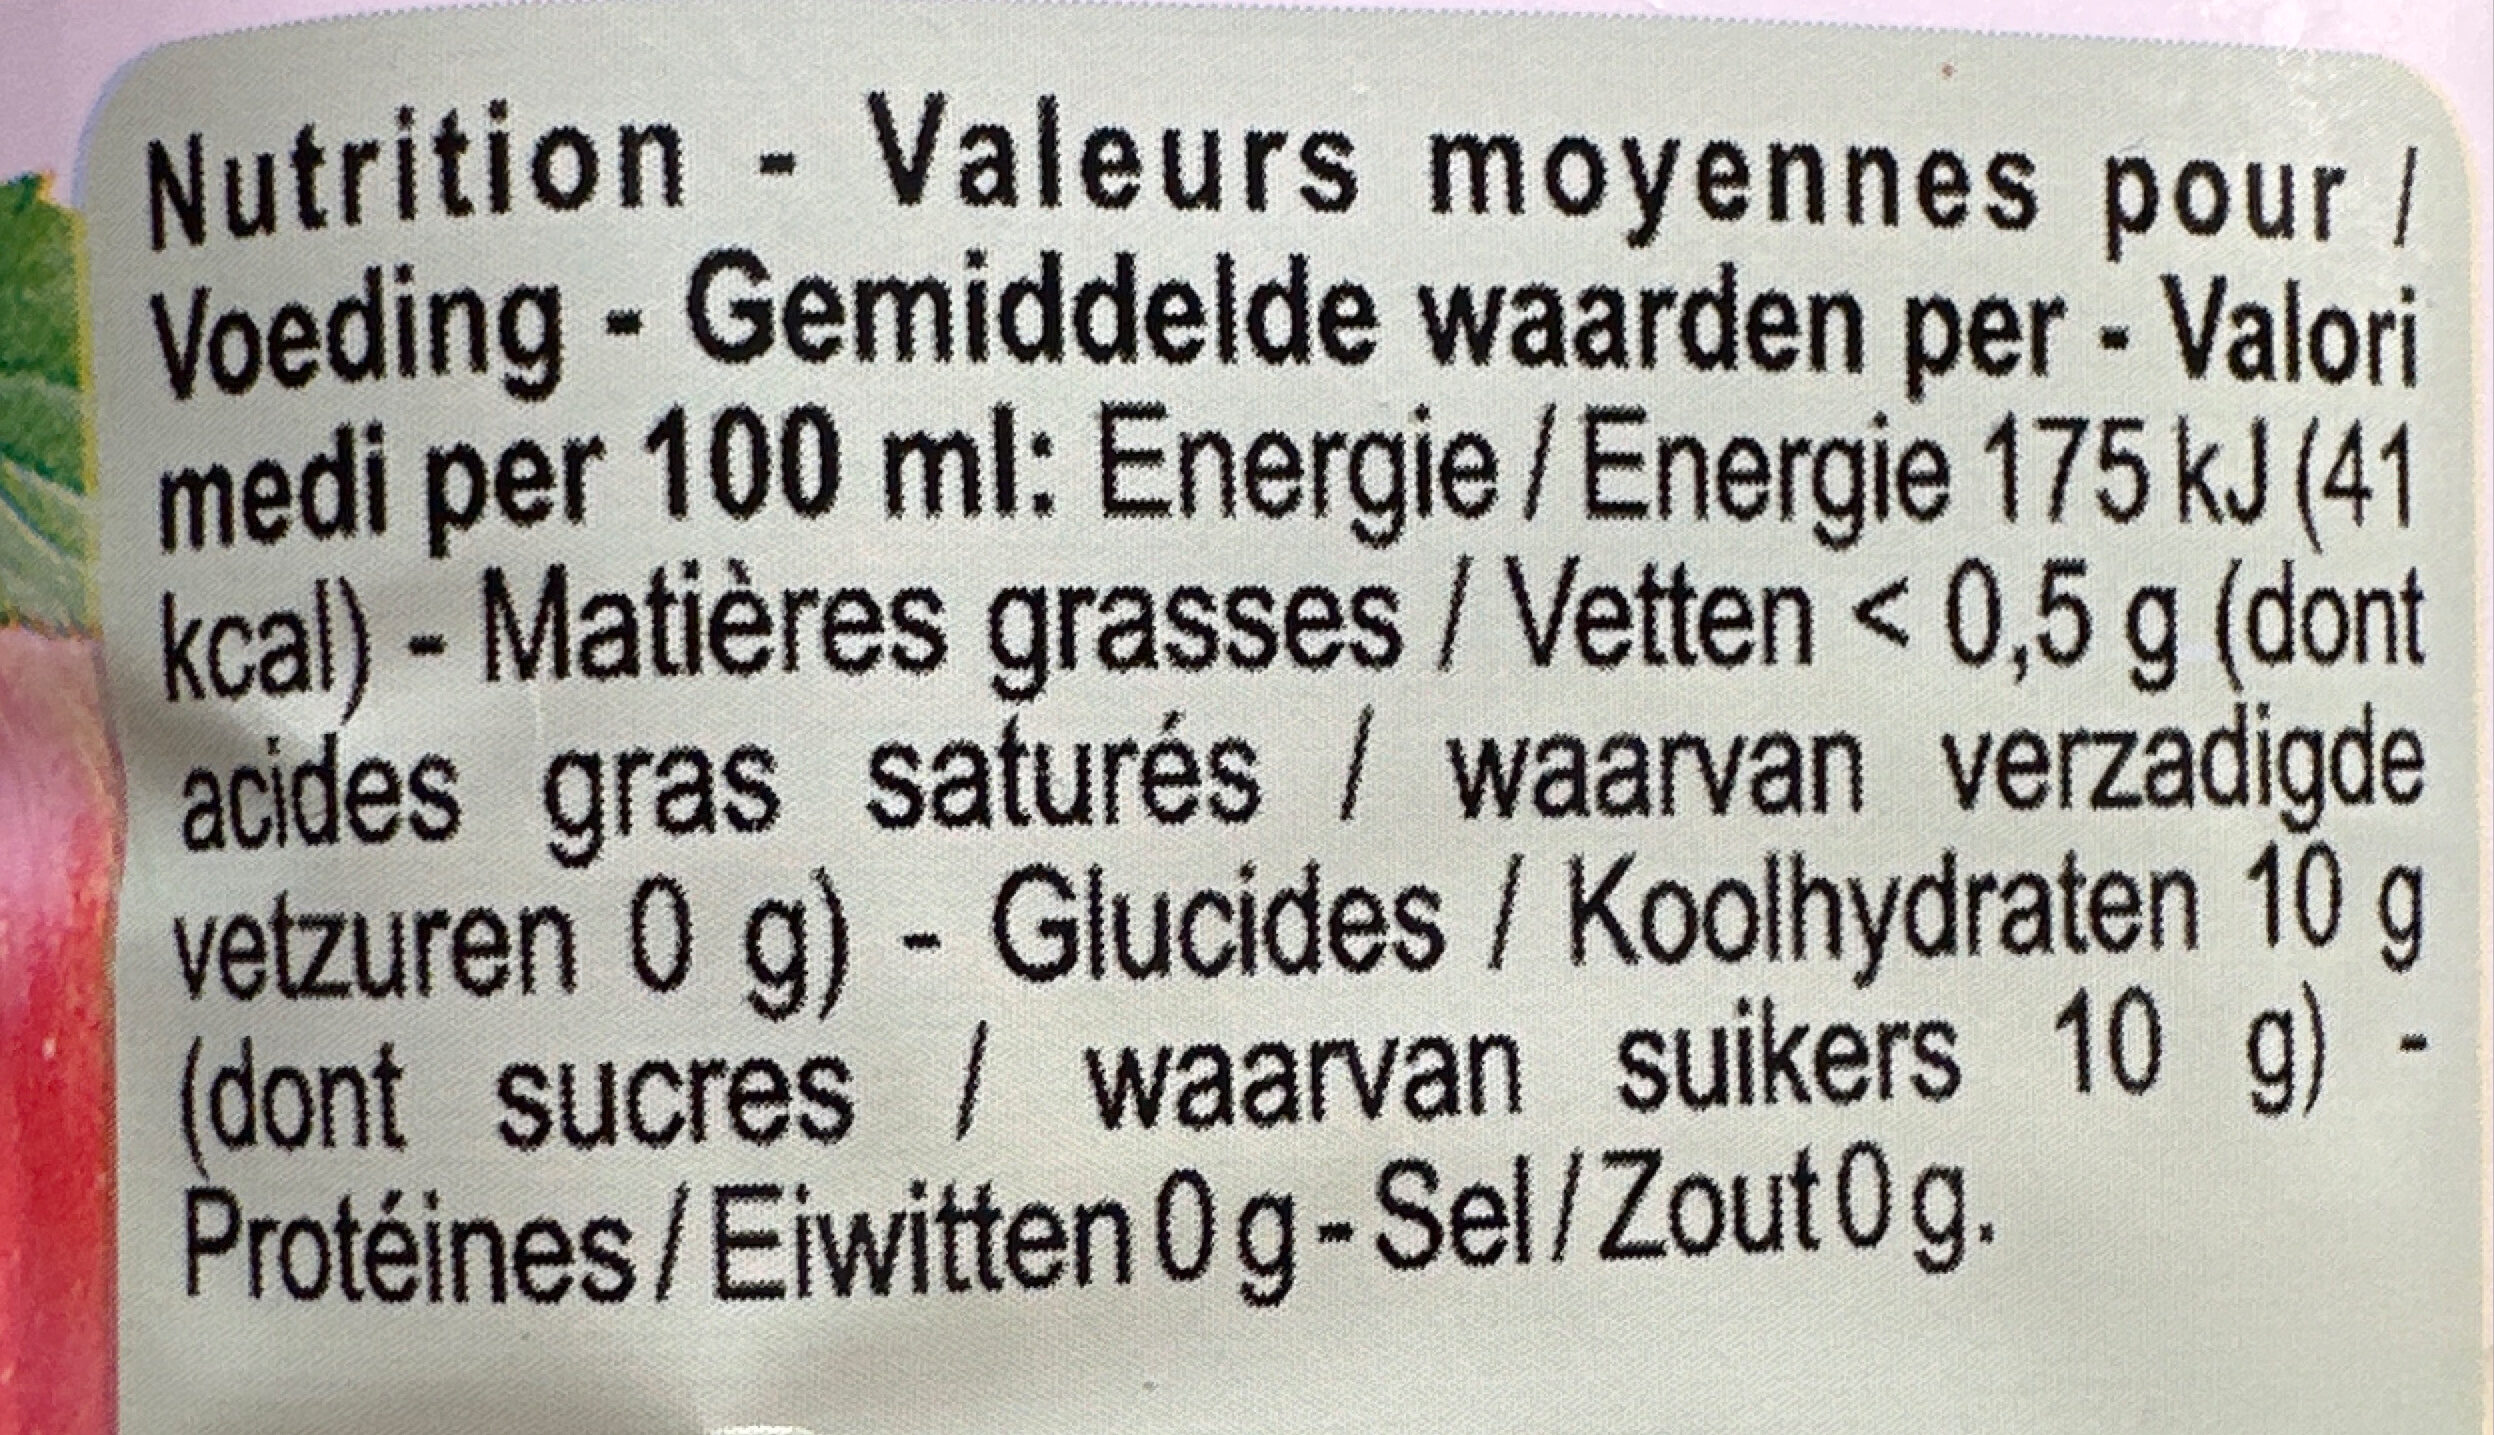 Nutrition - Valeurs moyennes pour /
Voeding - Gemiddelde waarden per - Valori
medi per 100 ml: Energie / Energie 175 kJ (41
kcal) - Matières grasses / Vetten < 0,5 g (dont
acides gras saturés / waarvan verzadigde
vetzuren 0 g) - Glucides / Koolhydraten 10 g
(dont sucres / waarvan suikers 10 g) -
Protéines / Eiwitten 0 g - Sel / Zout 0 g.